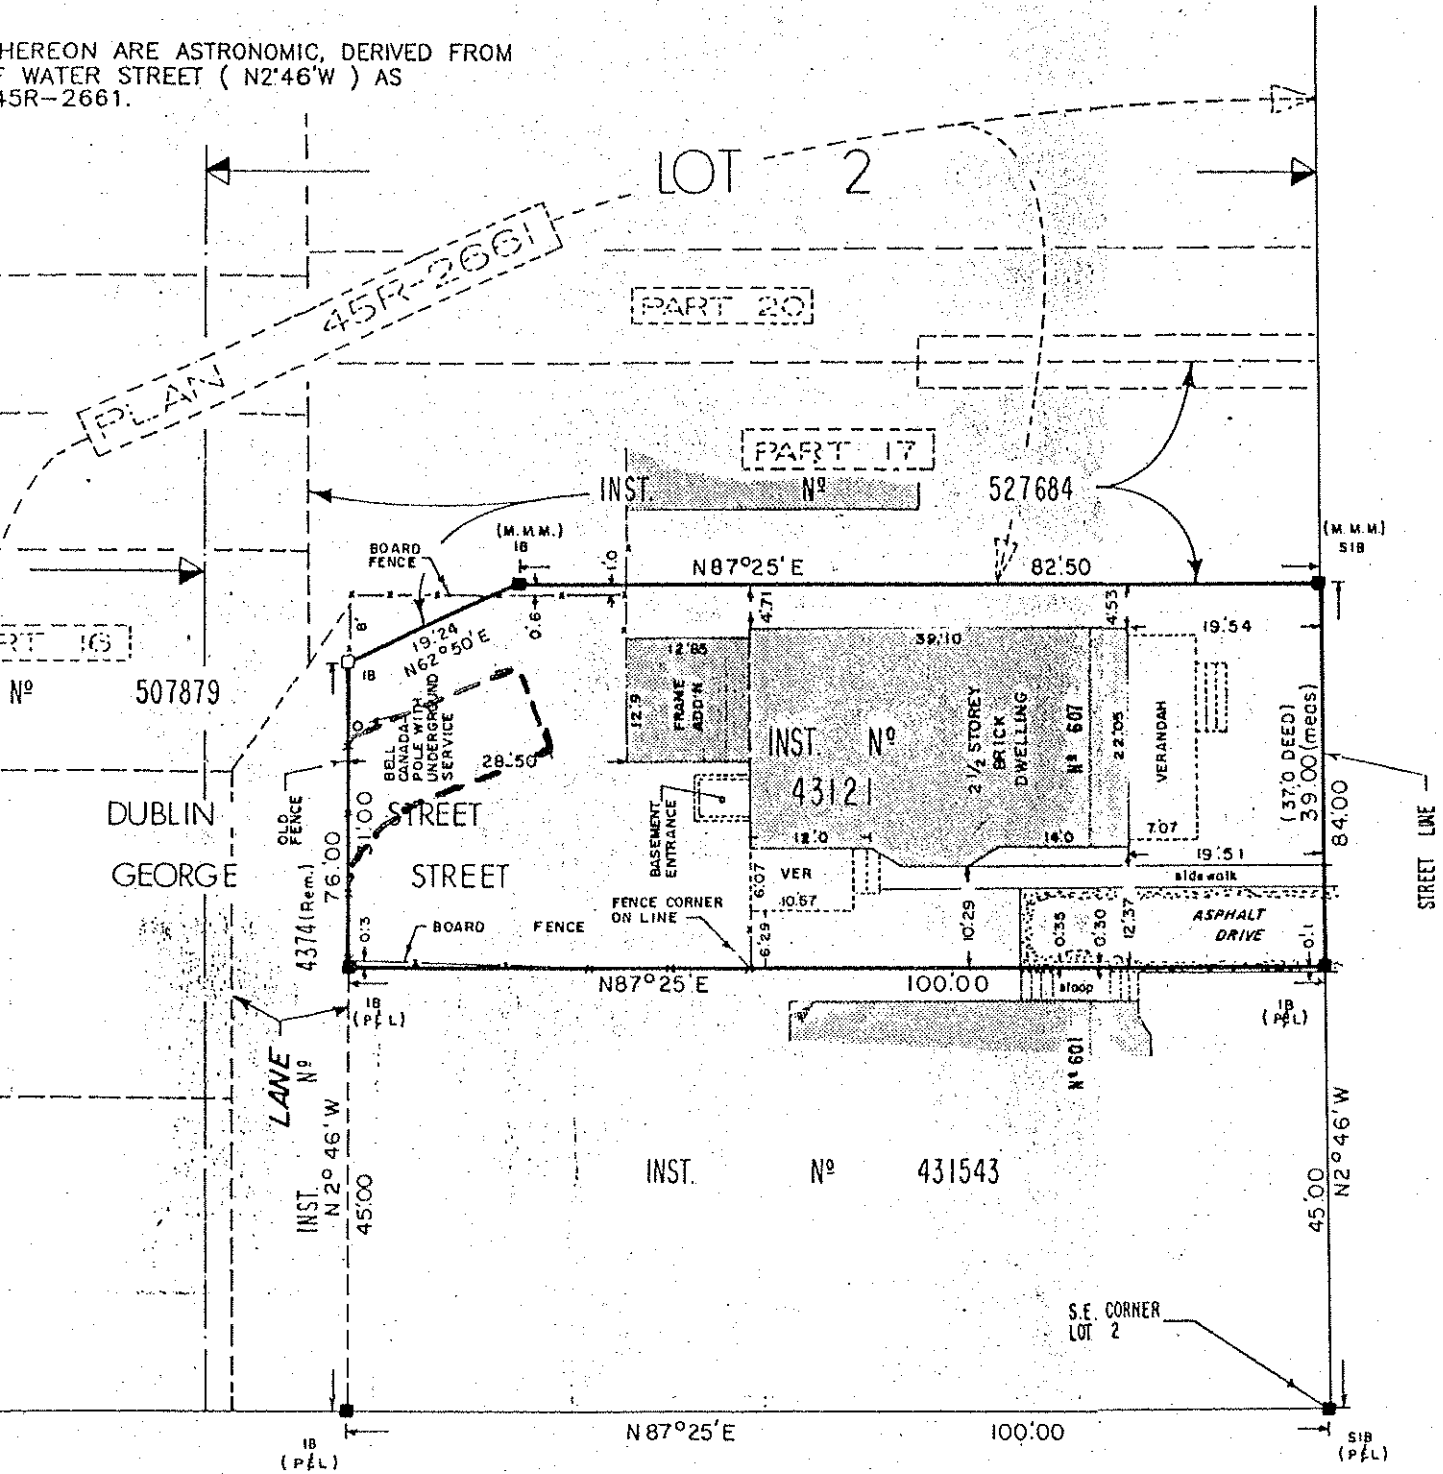 HEREON ARE ASTRONOMIC, DERIVED FROM
WATER STREET ( N2°46'W ) AS
45R-2661.
LOT 2
PLAN 45R-2661
PART 20
PART 17
INST. Nº 527684
(M.M.M.)
IB
(M.M.M.)
SIB
BOARD
FENCE
1.0
N87°25'E 82.50
8'
0.6
4.71
4.53
19.24
N62°50'E
12.85
39.10
19.54
16
Nº 507879
IB
BELL
CANADA
POLE WITH
UNDERGROUND
SERVICE
12.9
FRAME
ADD'N
INST. Nº
43121
2 1/2 STOREY
BRICK
DWELLING
Nº 607
22.05
VERANDAH
7.07
(37.0 DEED)
39.00 (meas)
84.00
STREET LINE
28.50
DUBLIN STREET
GEORGE STREET
OLD
FENCE
76.00
31.00
BASEMENT
ENTRANCE
12.0
14.0
19.51
sidewalk
VER
10.57
6.07
6.29
FENCE CORNER
ON LINE
10.29
0.35
0.30
12.37
ASPHALT
DRIVE
0.1
4374 (Rem.)
0.3
BOARD FENCE
N87°25'E 100.00
stoop
IB
(P&L)
IB
(P&L)
LANE
INST. Nº
Nº 601
N2°46'W
45.00
INST. Nº 431543
45.00
N2°46'W
S.E. CORNER
LOT 2
N87°25'E 100.00
IB
(P&L)
SIB
(P&L)